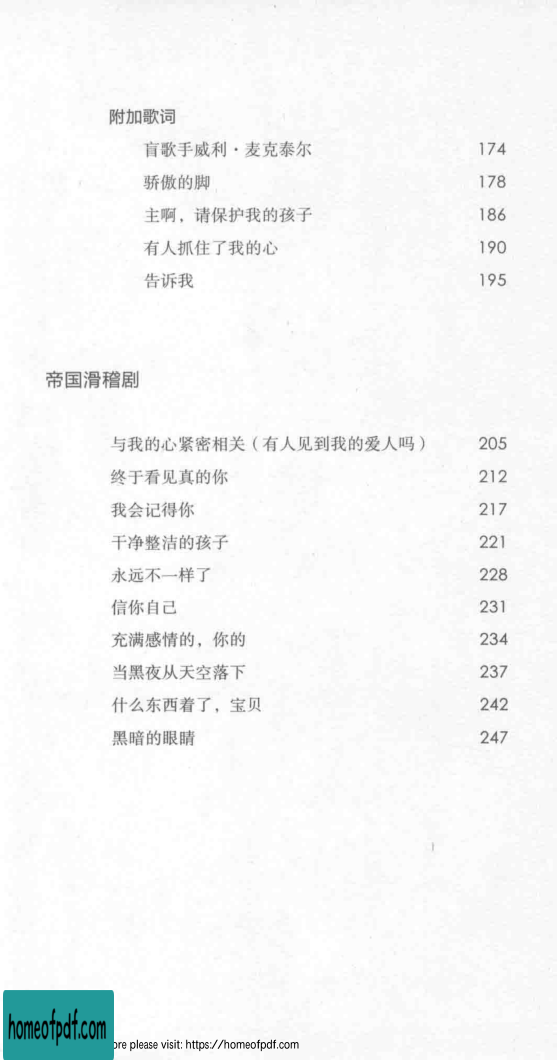 附加歌词
盲歌手威利·麦克泰尔 174
骄傲的脚 178
主啊，请保护我的孩子 186
有人抓住了我的心 190
告诉我 195
帝国滑稽剧
与我的心紧密相关（有人见到我的爱人吗） 205
终于看见真的你 212
我会记得你 217
干净整洁的孩子 221
永远不一样了 228
信你自己 231
充满感情的，你的 234
当黑夜从天空落下 237
什么东西着了，宝贝 242
黑暗的眼睛 247
homeofpdf.com
ore please visit: https://homeofpdf.com